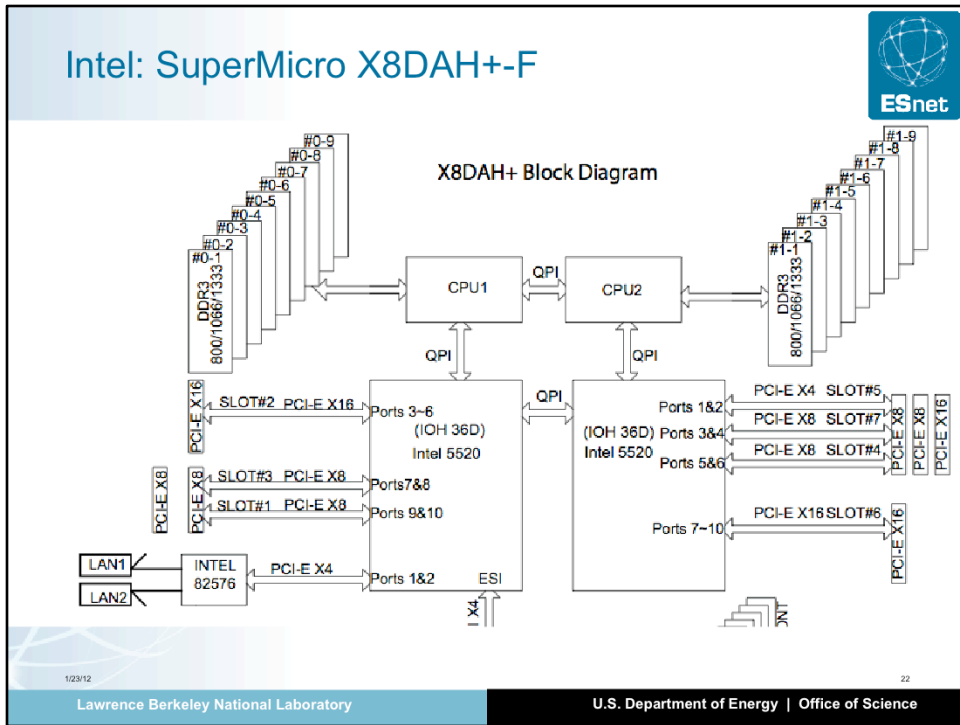 Intel: SuperMicro X8DAH+-F
ESnet
X8DAH+ Block Diagram
#0-9
#0-8
#0-7
#0-6
#0-5
#0-4
#0-3
#0-2
#0-1
DDR3
800/1066/1333
#1-9
#1-8
#1-7
#1-6
#1-5
#1-4
#1-3
#1-2
#1-1
DDR3
800/1066/1333
CPU1
QPI
CPU2
QPI
QPI
PCI-E X16
SLOT#2 PCI-E X16
Ports 3~6
(IOH 36D)
Intel 5520
QPI
PCI-E X8
PCI-E X8
SLOT#3 PCI-E X8
Ports7&8
SLOT#1 PCI-E X8
Ports 9&10
LAN1
LAN2
INTEL
82576
PCI-E X4
Ports 1&2
ESI
X4
(IOH 36D)
Intel 5520
Ports 1&2
PCI-E X4 SLOT#5
Ports 3&4
PCI-E X8 SLOT#7
Ports 5&6
PCI-E X8 SLOT#4
PCI-E X8
PCI-E X8
PCI-E X16
Ports 7~10
PCI-E X16 SLOT#6
PCI-E X16
1/23/12
22
Lawrence Berkeley National Laboratory
U.S. Department of Energy | Office of Science